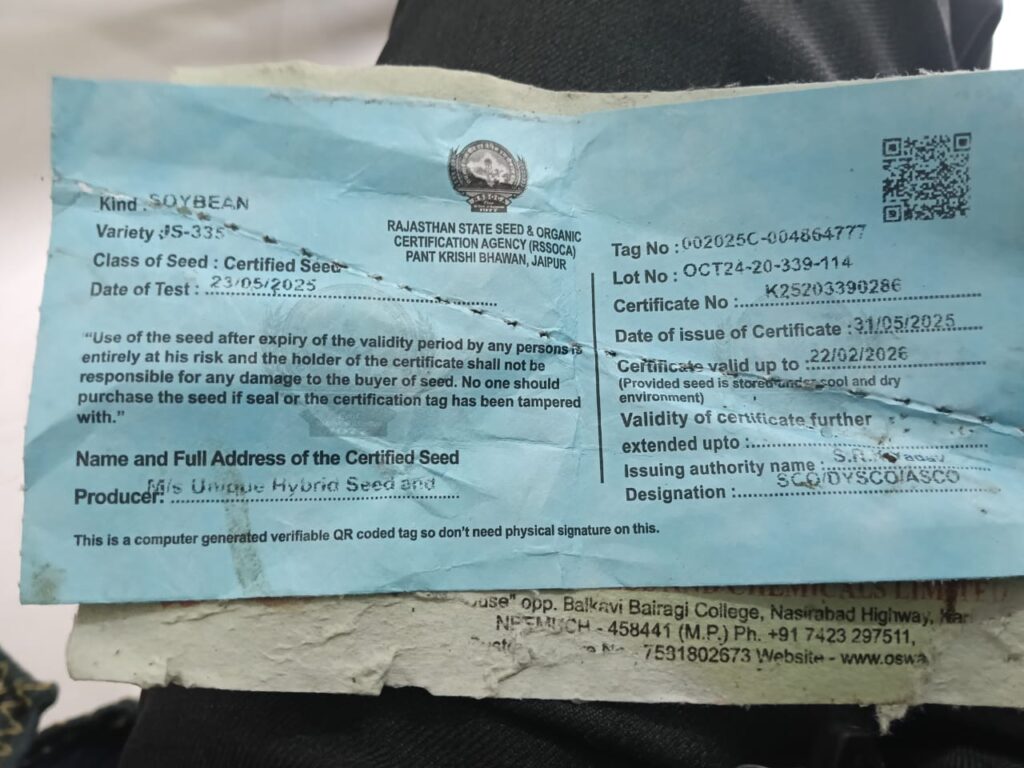 Kind : SOYBEAN
Variety : JS-335
Class of Seed : Certified Seed
Date of Test : 23/05/2025
RSSOCA
RAJASTHAN STATE SEED & ORGANIC
CERTIFICATION AGENCY (RSSOCA)
PANT KRISHI BHAWAN, JAIPUR
"Use of the seed after expiry of the validity period by any persons is
entirely at his risk and the holder of the certificate shall not be
responsible for any damage to the buyer of seed. No one should
purchase the seed if seal or the certification tag has been tampered
with."
Name and Full Address of the Certified Seed
Producer: M/s Unique Hybrid Seed and
Tag No : 002025C-004864777
Lot No : OCT24-20-339-114
Certificate No : K25203390286
Date of issue of Certificate : 31/05/2025
Certificate valid up to : 22/02/2026
(Provided seed is stored under cool and dry
environment)
Validity of certificate further
extended upto :
Issuing authority name : S.R. Yadav
Designation : SCO/DYSCO/ASCO
This is a computer generated verifiable QR coded tag so don't need physical signature on this.
AND CHEMICALS LIMITED
opp. Balkavi Bairagi College, Nasirabad Highway,
NEEMUCH - 458441 (M.P.) Ph. +91 7423 297511,
No. 7531802673 Website - www.oswa